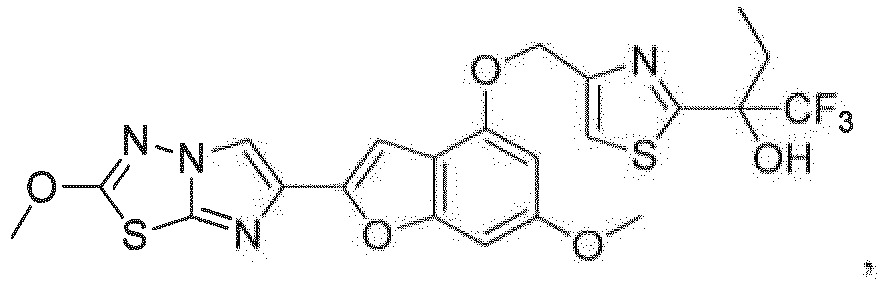 O N
N N
O CF3
S N OH
O S
N O
O ,